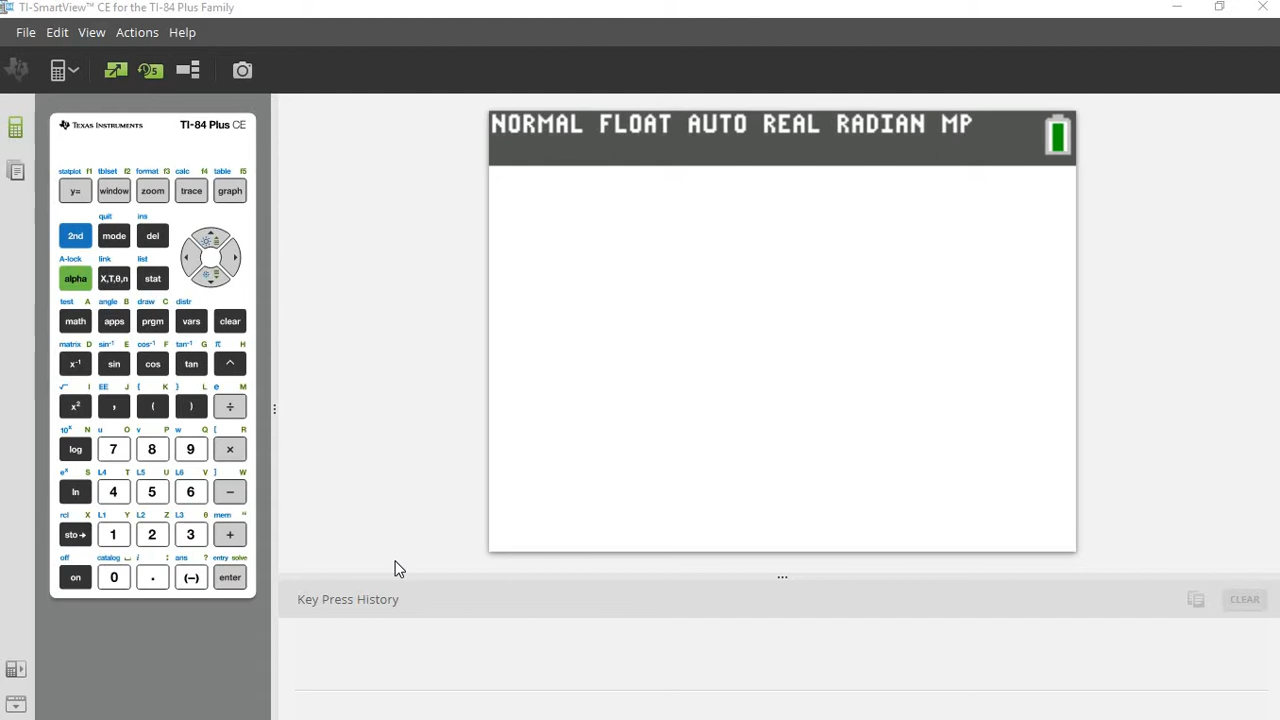 TI-SmartView™ CE for the TI-84 Plus Family
File Edit View Actions Help
5
NORMAL FLOAT AUTO REAL RADIAN MP
TEXAS INSTRUMENTS TI-84 Plus CE
statplot f1 tblset f2 format f3 calc f4 table f5
y= window zoom trace graph
quit ins
2nd mode del
A-lock link list
alpha X,T,θ,n stat
test A angle B draw C distr
math apps prgm vars clear
matrix D sin⁻¹ E cos⁻¹ F tan⁻¹ G π H
x⁻¹ sin cos tan ^
√ I EE J { K } L e M
x² , ( ) ÷
10ˣ N u O v P w Q [ R
log 7 8 9 ×
eˣ S L4 T L5 U L6 V ] W
ln 4 5 6 −
rcl X L1 Y L2 Z L3 θ mem "
sto→ 1 2 3 +
off catalog ⎵ i : ans ? entry solve
on 0 . (−) enter
Key Press History CLEAR